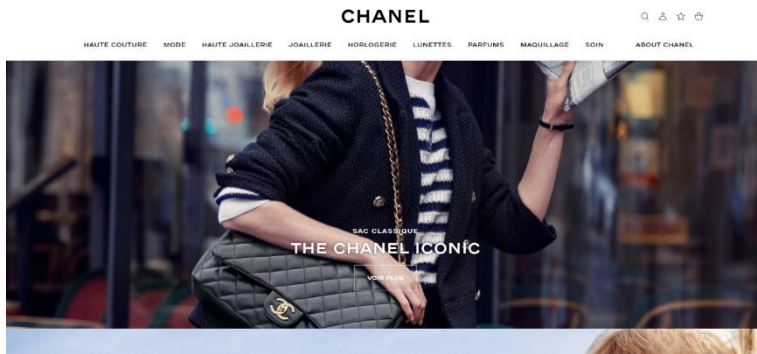 CHANEL
HAUTE COUTURE MODE HAUTE JOAILLERIE JOAILLERIE HORLOGERIE LUNETTES PARFUMS MAQUILLAGE SOIN ABOUT CHANEL
SAC CLASSIQUE
THE CHANEL ICONIC
VOIR PLUS